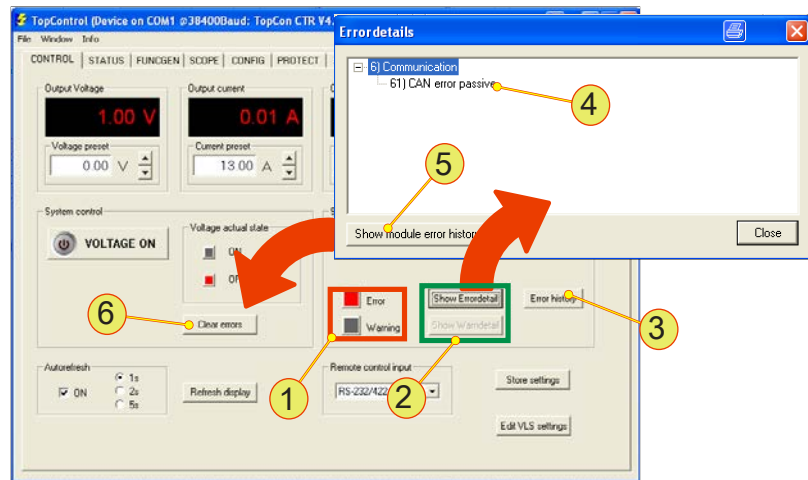 TopControl (Device on COM1 @38400Baud: TopCon CTR V4.
File Window Info
CONTROL STATUS FUNCGEN SCOPE CONFIG PROTECT
Output Voltage
1.00 V
Voltage preset
0.00 V
Output current
0.01 A
Current preset
13.00 A
System control
VOLTAGE ON
Voltage actual state
ON
Clear errors
6
Error
Warning
1
Show Errordetail
Show Warndetail
2
Error history
3
Autorefresh
ON
1s
2s
5s
Refresh display
Remote control input
RS-232/422
Store settings
Edit VLS settings
Errordetails
6) Communication
61) CAN error passive
4
5
Show module error history
Close